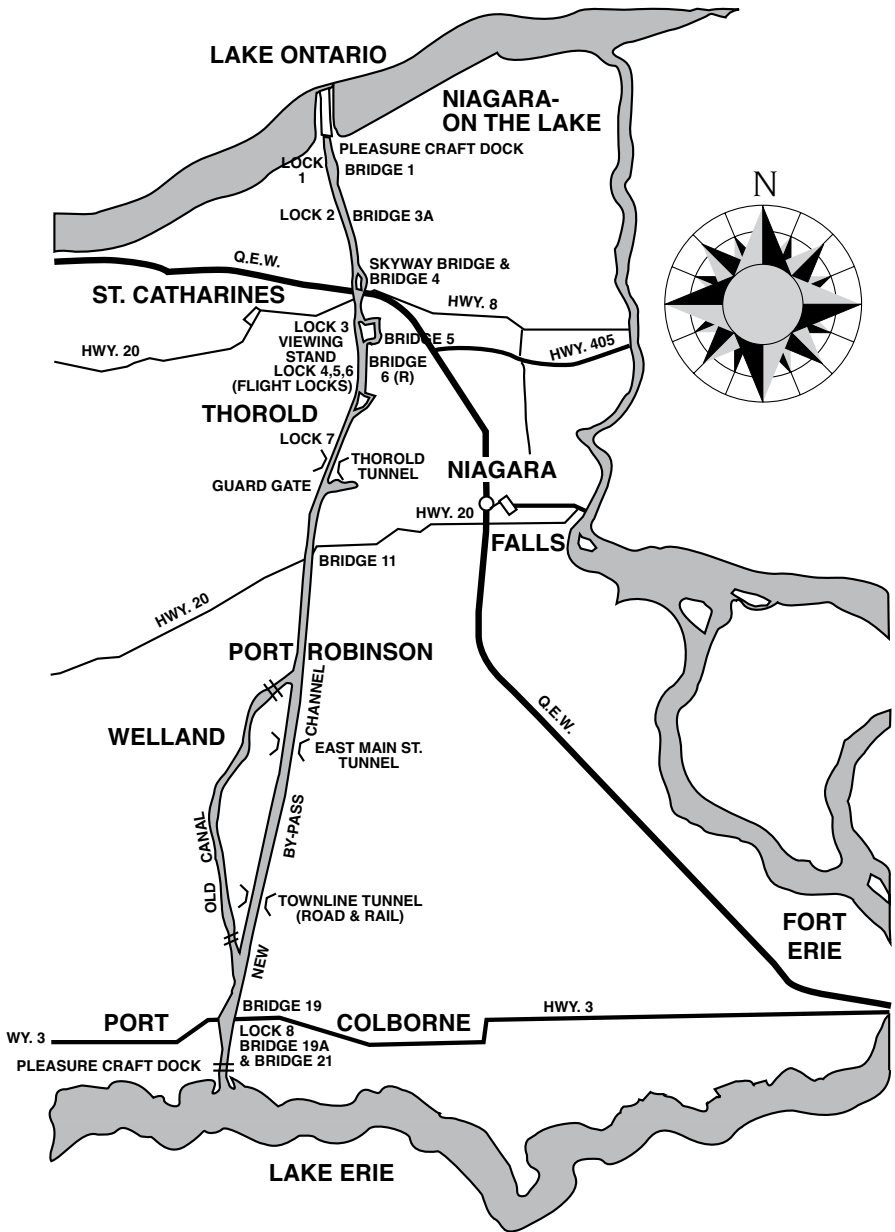 LAKE ONTARIO
NIAGARA-
ON THE LAKE
PLEASURE CRAFT DOCK
LOCK
1
BRIDGE 1
LOCK 2
BRIDGE 3A
N
Q.E.W.
SKYWAY BRIDGE &
BRIDGE 4
ST. CATHARINES
HWY. 8
LOCK 3
VIEWING
STAND
LOCK 4,5,6
(FLIGHT LOCKS)
BRIDGE 5
BRIDGE
6 (R)
HWY. 405
HWY. 20
THOROLD
LOCK 7
THOROLD
TUNNEL
GUARD GATE
NIAGARA
FALLS
HWY. 20
BRIDGE 11
HWY. 20
PORT ROBINSON
CHANNEL
WELLAND
EAST MAIN ST.
TUNNEL
Q.E.W.
BY-PASS
OLD CANAL
TOWNLINE TUNNEL
(ROAD & RAIL)
NEW
FORT
ERIE
BRIDGE 19
HWY. 3
PORT COLBORNE
WY. 3
LOCK 8
BRIDGE 19A
& BRIDGE 21
PLEASURE CRAFT DOCK
LAKE ERIE